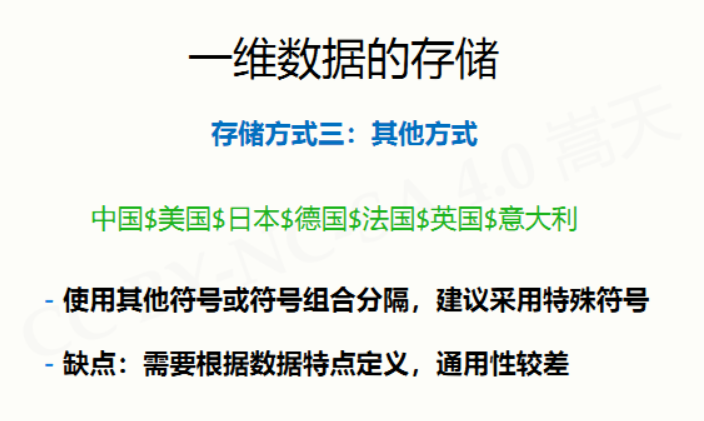 一维数据的存储
存储方式三：其他方式
中国$美国$日本$德国$法国$英国$意大利
- 使用其他符号或符号组合分隔，建议采用特殊符号
- 缺点：需要根据数据特点定义，通用性较差
CC BY-NC-SA 4.0 嵩天